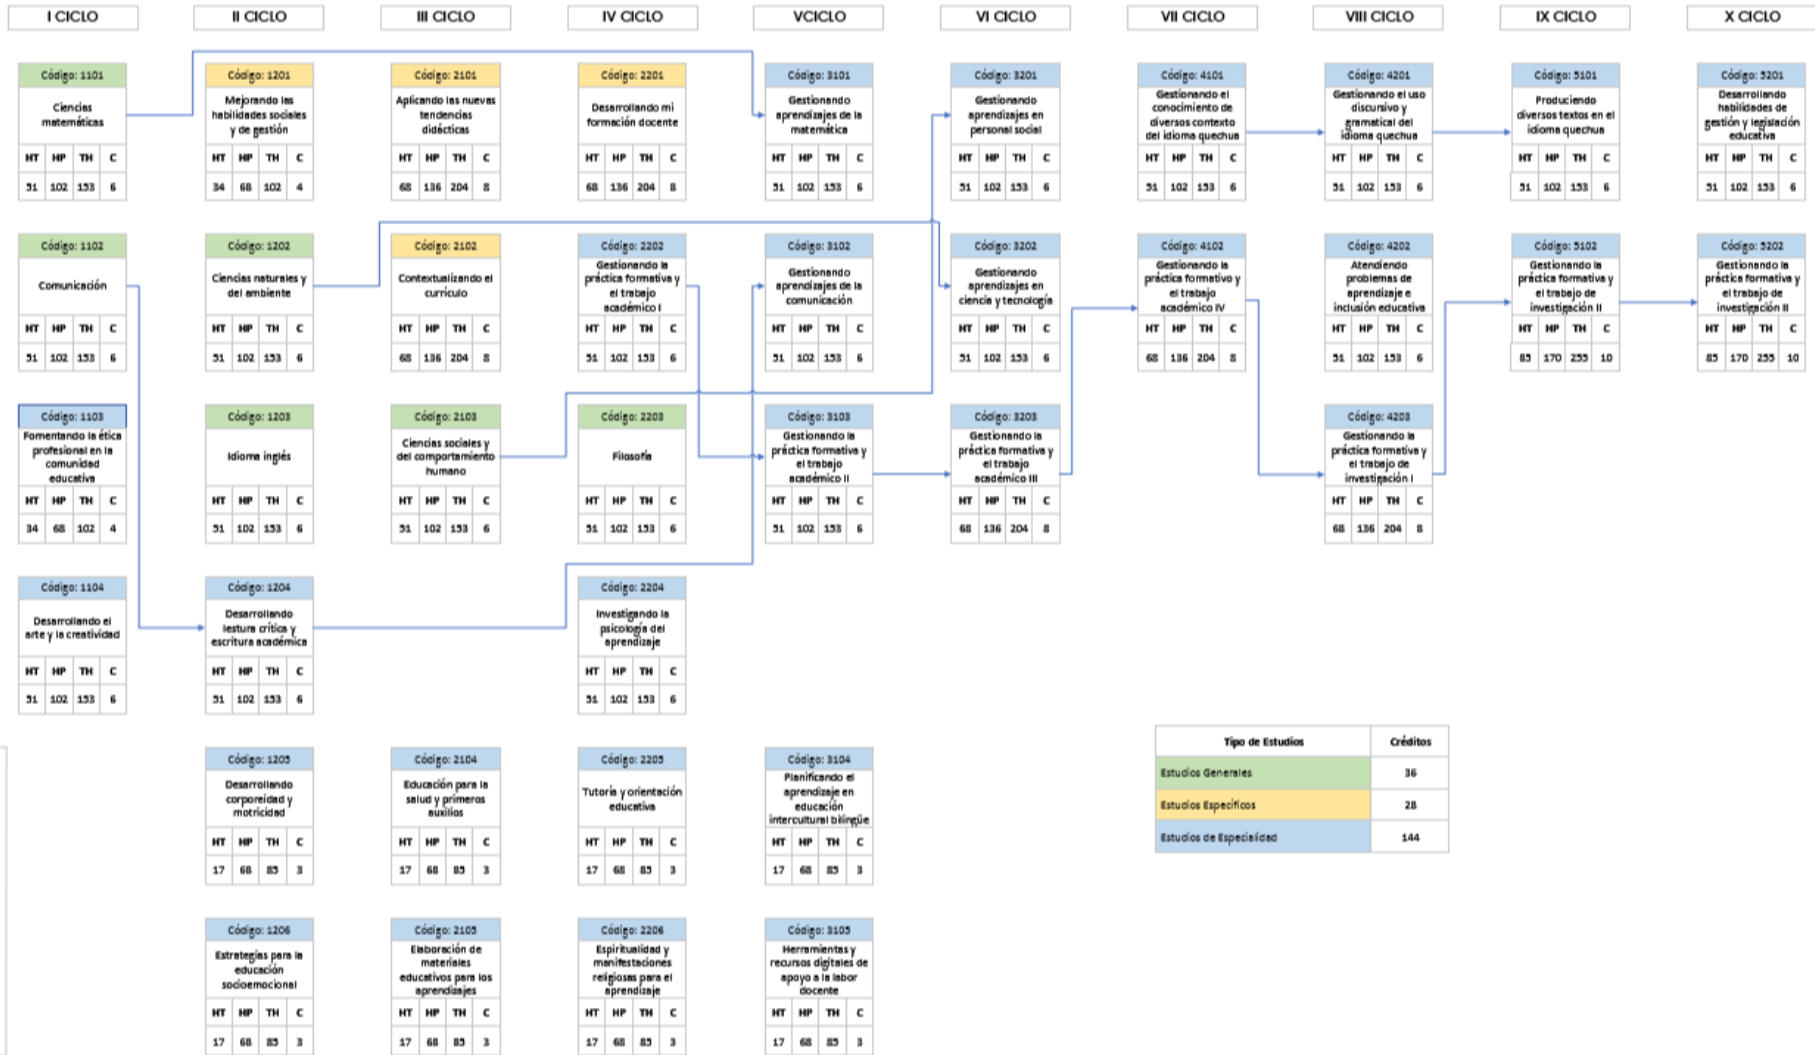 I CICLO
II CICLO
III CICLO
IV CICLO
VCICLO
VI CICLO
VII CICLO
VIII CICLO
IX CICLO
X CICLO
Código: 1101
Ciencias
matemáticas
HT HP TH C
51 102 153 6
Código: 1201
Mejorando las
habilidades sociales
y de gestión
HT HP TH C
34 68 102 4
Código: 2101
Aplicando las nuevas
tendencias
didácticas
HT HP TH C
68 136 204 8
Código: 2201
Desarrollando mi
formación docente
HT HP TH C
68 136 204 8
Código: 3101
Gestionando
aprendizajes de la
matemática
HT HP TH C
51 102 153 6
Código: 3201
Gestionando
aprendizajes en
personal social
HT HP TH C
51 102 153 6
Código: 4101
Gestionando el
conocimiento de
diversos contexto
del idioma quechua
HT HP TH C
51 102 153 6
Código: 4201
Gestionando el uso
discursivo y
gramatical del
idioma quechua
HT HP TH C
51 102 153 6
Código: 5101
Produciendo
diversos textos en el
idioma quechua
HT HP TH C
51 102 153 6
Código: 5201
Desarrollando
habilidades de
gestión y legislación
educativa
HT HP TH C
51 102 153 6
Código: 1102
Comunicación
HT HP TH C
51 102 153 6
Código: 1202
Ciencias naturales y
del ambiente
HT HP TH C
51 102 153 6
Código: 2102
Contextualizando el
currículo
HT HP TH C
68 136 204 8
Código: 2202
Gestionando la
práctica formativa y
el trabajo
académico I
HT HP TH C
51 102 153 6
Código: 3102
Gestionando
aprendizajes de la
comunicación
HT HP TH C
51 102 153 6
Código: 3202
Gestionando
aprendizajes en
ciencia y tecnología
HT HP TH C
51 102 153 6
Código: 4102
Gestionando la
práctica formativo y
el trabajo
académico IV
HT HP TH C
68 136 204 8
Código: 4202
Atendiendo
problemas de
aprendizaje e
inclusión educativa
HT HP TH C
51 102 153 6
Código: 5102
Gestionando la
práctica formativa y
el trabajo de
investigación II
HT HP TH C
85 170 255 10
Código: 5202
Gestionando la
práctica formativa y
el trabajo de
investigación III
HT HP TH C
85 170 255 10
Código: 1103
Fomentando la ética
profesional en la
comunidad
educativa
HT HP TH C
34 68 102 4
Código: 1203
Idioma inglés
HT HP TH C
51 102 153 6
Código: 2103
Ciencias sociales y
del comportamiento
humano
HT HP TH C
51 102 153 6
Código: 2203
Filosofía
HT HP TH C
51 102 153 6
Código: 3103
Gestionando la
práctica formativa y
el trabajo
académico II
HT HP TH C
51 102 153 6
Código: 3203
Gestionando la
práctica formativa y
el trabajo
académico III
HT HP TH C
68 136 204 8
Código: 4203
Gestionando la
práctica formativa y
el trabajo de
investigación I
HT HP TH C
68 136 204 8
Código: 1104
Desarrollando el
arte y la creatividad
HT HP TH C
51 102 153 6
Código: 1204
Desarrollando
lestura crítica y
escritura académica
HT HP TH C
51 102 153 6
Código: 2204
Investigando la
psicología del
aprendizaje
HT HP TH C
51 102 153 6
Código: 1205
Desarrollando
corporeidad y
motricidad
HT HP TH C
17 68 85 3
Código: 2104
Educación para la
salud y primeros
auxilios
HT HP TH C
17 68 85 3
Código: 2205
Tutoría y orientación
educativa
HT HP TH C
17 68 85 3
Código: 3104
Planificando el
aprendizaje en
educación
intercultural bilingüe
HT HP TH C
17 68 85 3
Código: 1206
Estrategias para la
educación
socioemocional
HT HP TH C
17 68 85 3
Código: 2105
Elaboración de
materiales
educativos para los
aprendizajes
HT HP TH C
17 68 85 3
Código: 2206
Espiritualidad y
manifestaciones
religiosas para el
aprendizaje
HT HP TH C
17 68 85 3
Código: 3105
Herramientas y
recursos digitales de
apoyo a la labor
docente
HT HP TH C
17 68 85 3
Tipo de Estudios Créditos
Estudios Generales 36
Estudios Específicos 28
Estudios de Especialidad 144